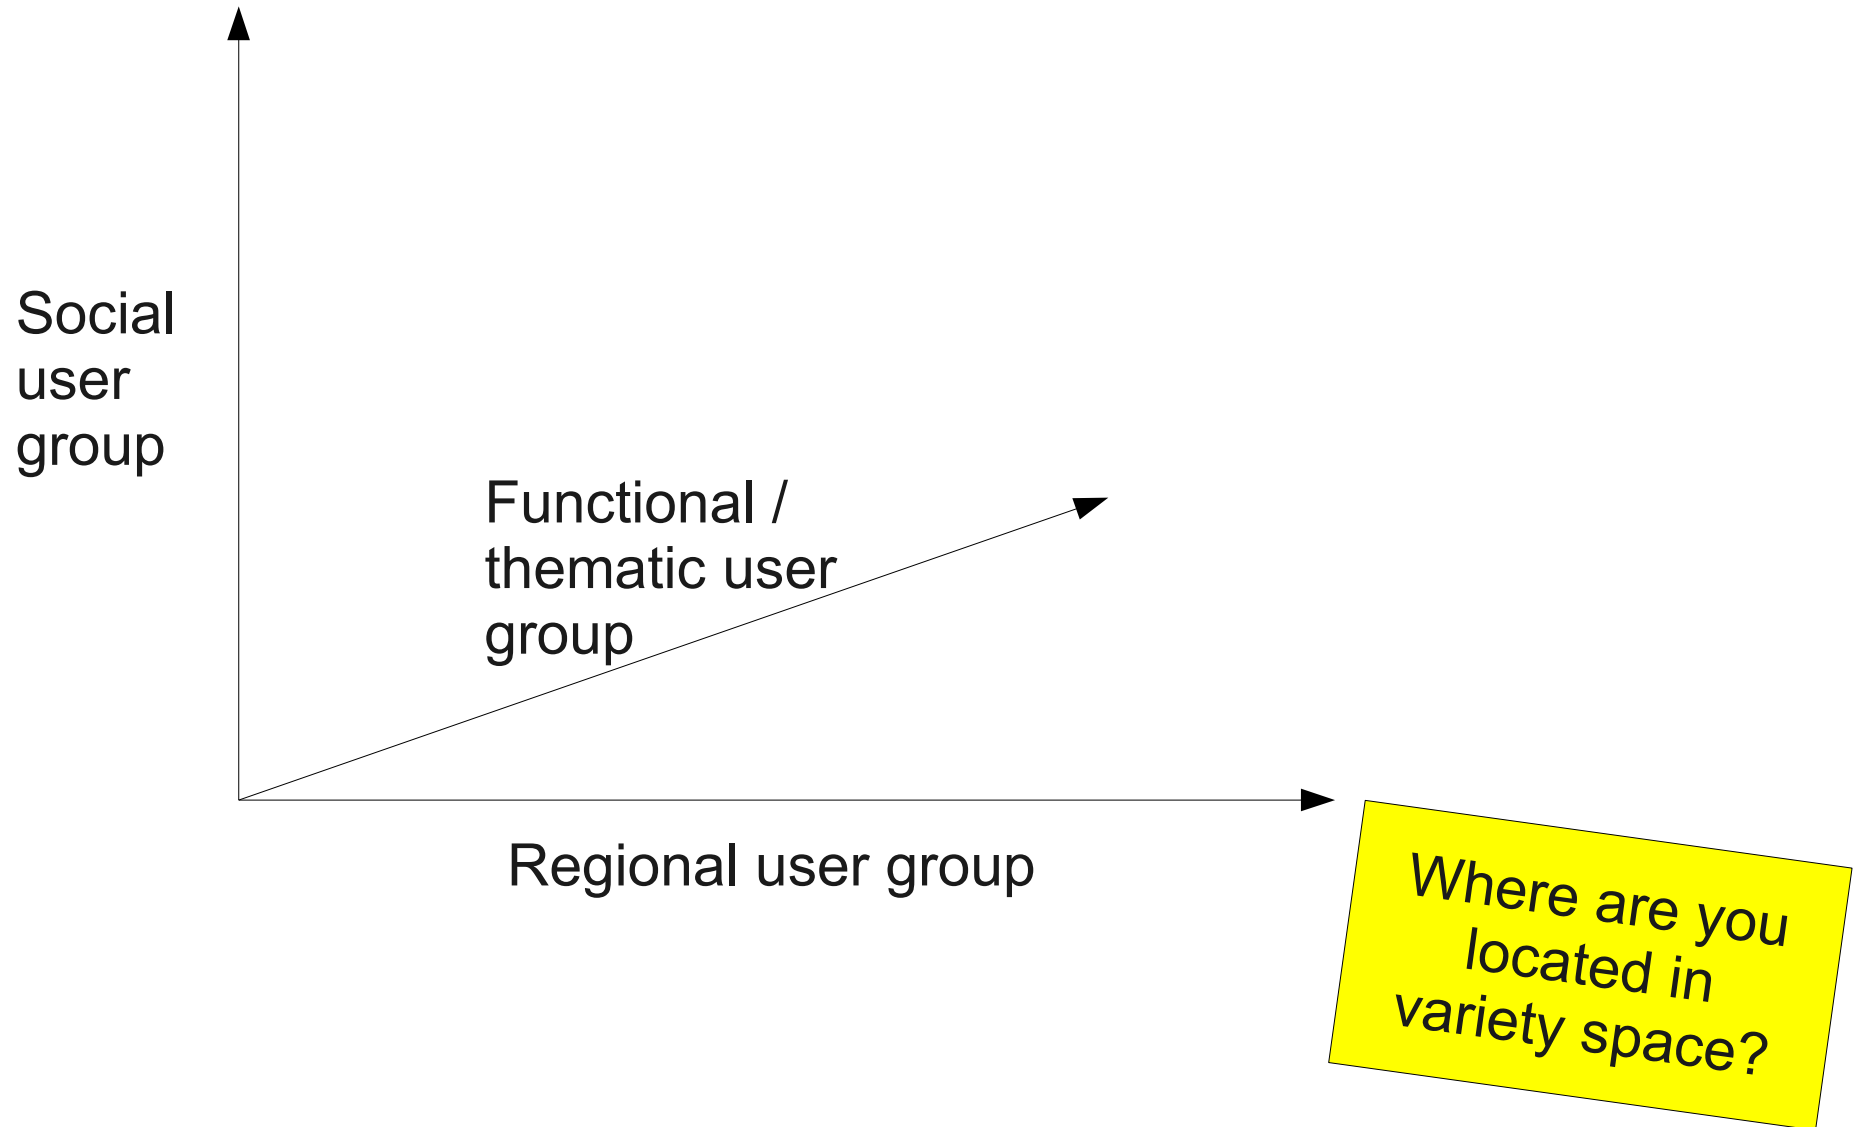 Social
user
group
Functional /
thematic user
group
Regional user group
Where are you
located in
variety space?